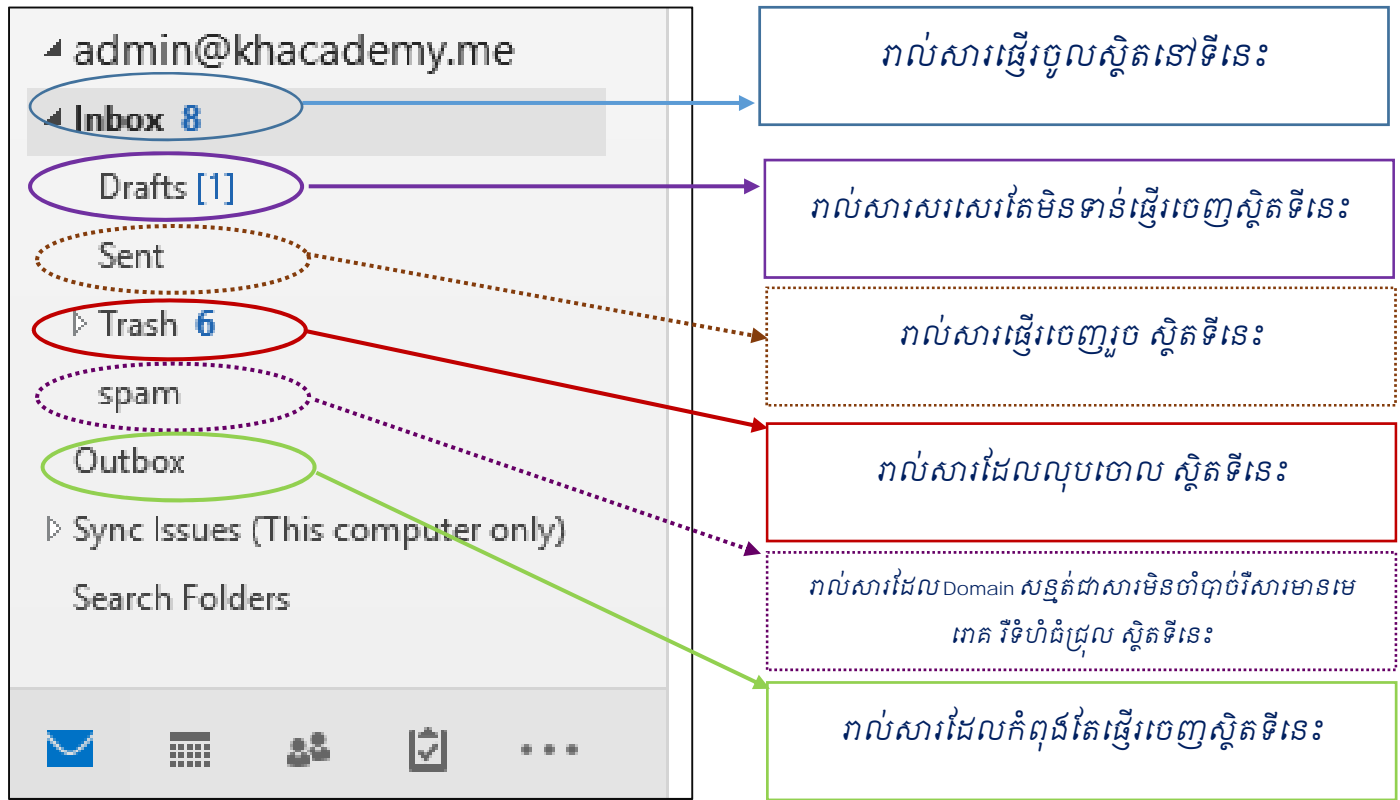 admin@khacademy.me
Inbox 8
Drafts [1]
Sent
Trash 6
spam
Outbox
Sync Issues (This computer only)
Search Folders
រាល់សារផ្ញើរចូលស្ថិតនៅទីនេះ
រាល់សារសរសេរតែមិនទាន់ផ្ញើរចេញស្ថិតទីនេះ
រាល់សារផ្ញើរចេញរួច ស្ថិតទីនេះ
រាល់សារដែលលុបចោល ស្ថិតទីនេះ
រាល់សារដែលDomain សន្មត់ជាសារមិនចាំបាច់រឺសារមានមេ
រោគ រឺទំហំធំជ្រុល ស្ថិតទីនេះ
រាល់សារដែលកំពុងតែផ្ញើរចេញស្ថិតទីនេះ